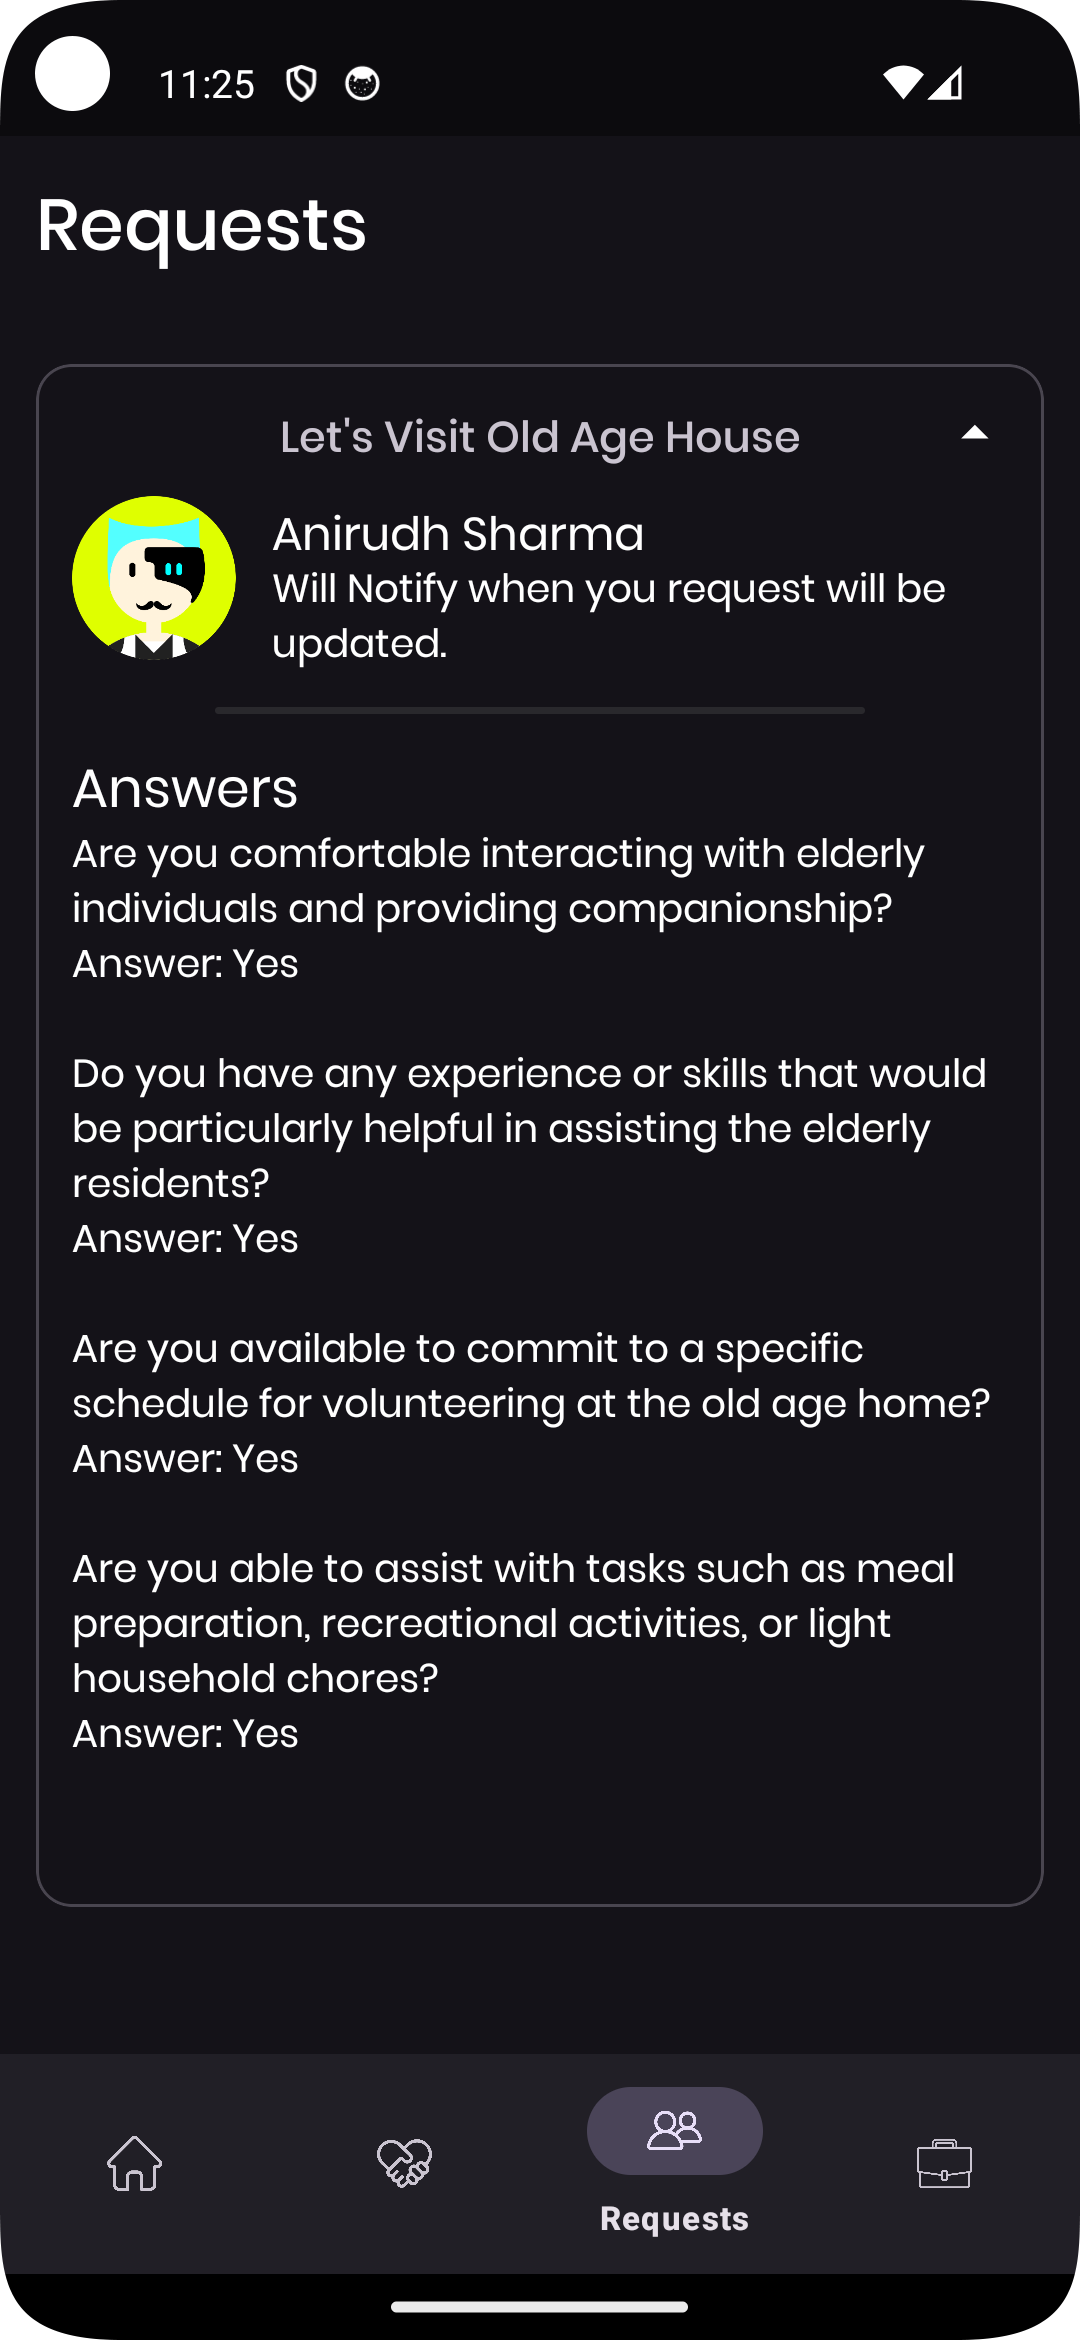 11:25
Requests
Let's Visit Old Age House
Anirudh Sharma
Will Notify when you request will be
updated.
Answers
Are you comfortable interacting with elderly
individuals and providing companionship?
Answer: Yes
Do you have any experience or skills that would
be particularly helpful in assisting the elderly
residents?
Answer: Yes
Are you available to commit to a specific
schedule for volunteering at the old age home?
Answer: Yes
Are you able to assist with tasks such as meal
preparation, recreational activities, or light
household chores?
Answer: Yes
Requests